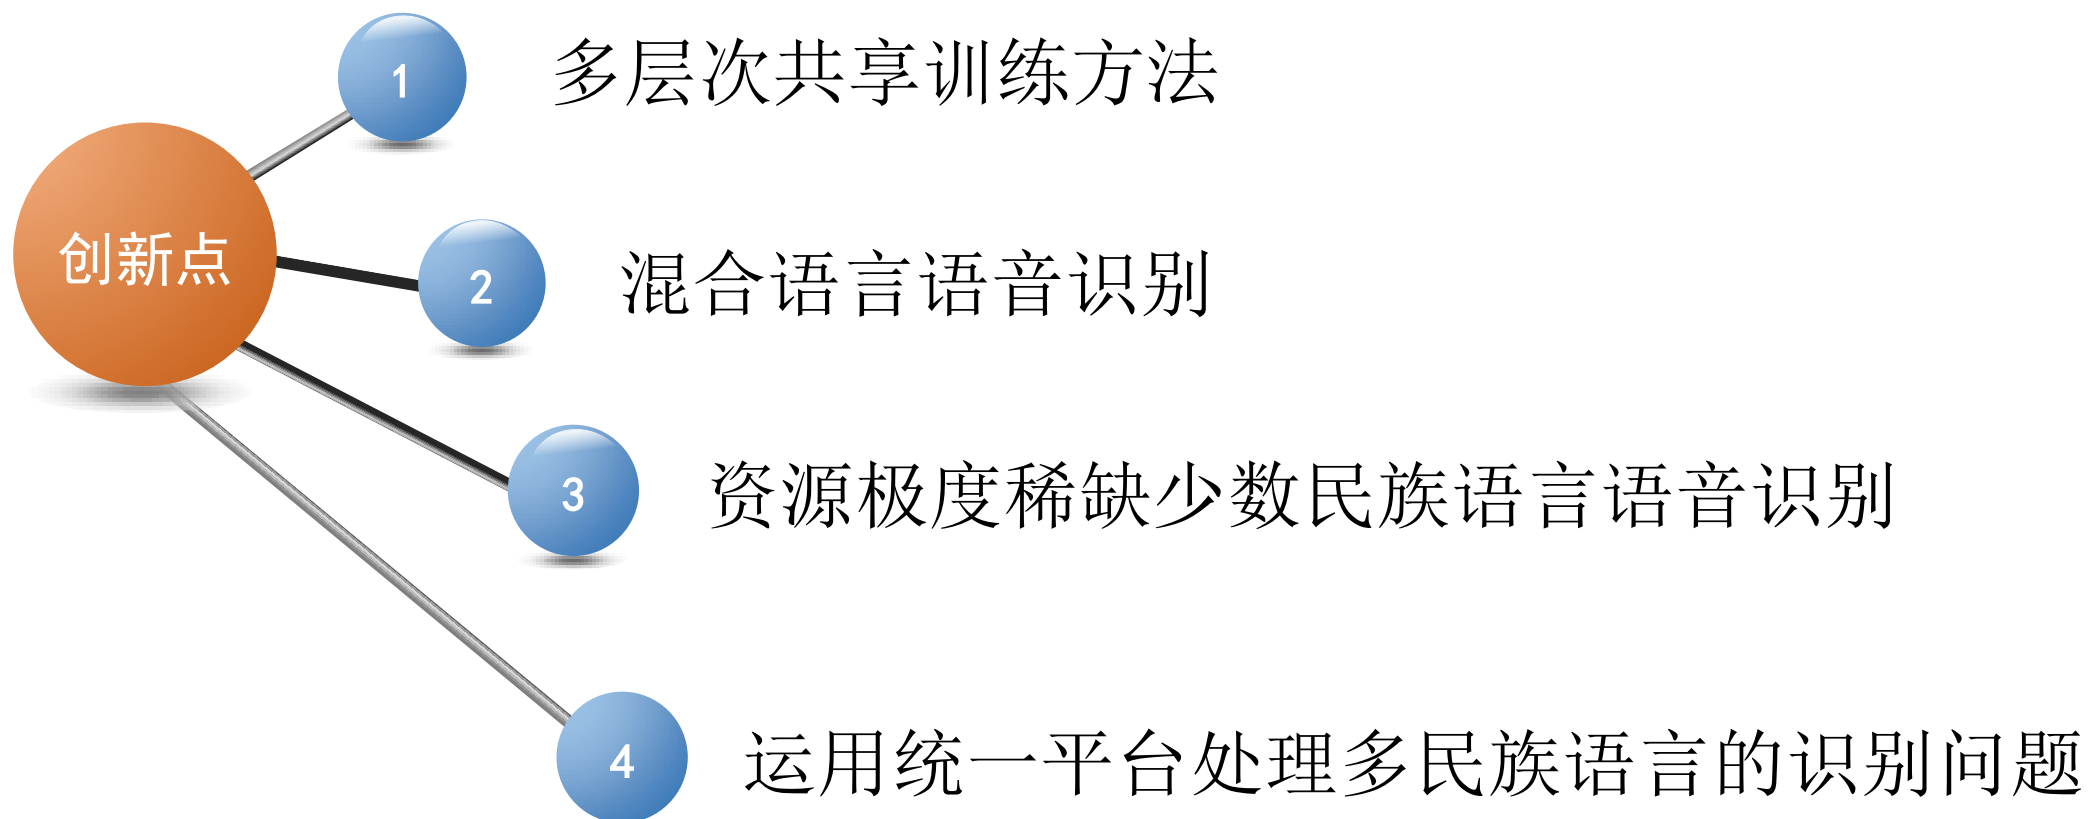 创新点
1 多层次共享训练方法
2 混合语言语音识别
3 资源极度稀缺少数民族语言语音识别
4 运用统一平台处理多民族语言的识别问题